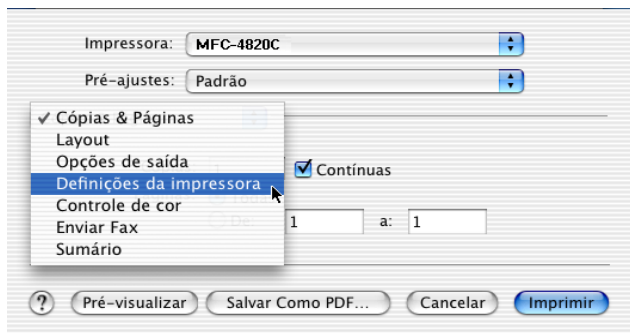 Impressora: MFC-4820C
Pré-ajustes: Padrão
✓ Cópias & Páginas
Layout
Opções de saída
Contínuas
Definições da impressora
Controle de cor
De: 1 a: 1
Enviar Fax
Sumário
? Pré-visualizar Salvar Como PDF... Cancelar Imprimir